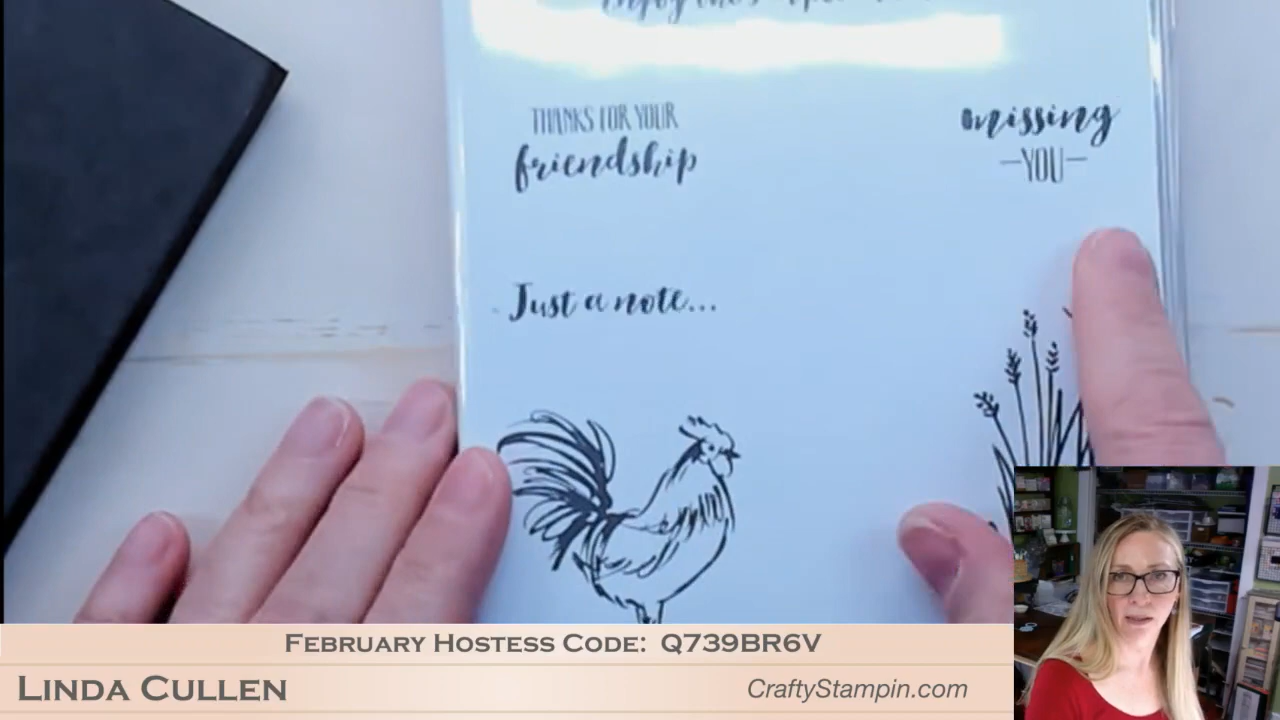 THANKS FOR YOUR
friendship
missing
—YOU—
Just a note...
February Hostess Code: Q739BR6V
Linda Cullen
CraftyStampin.com